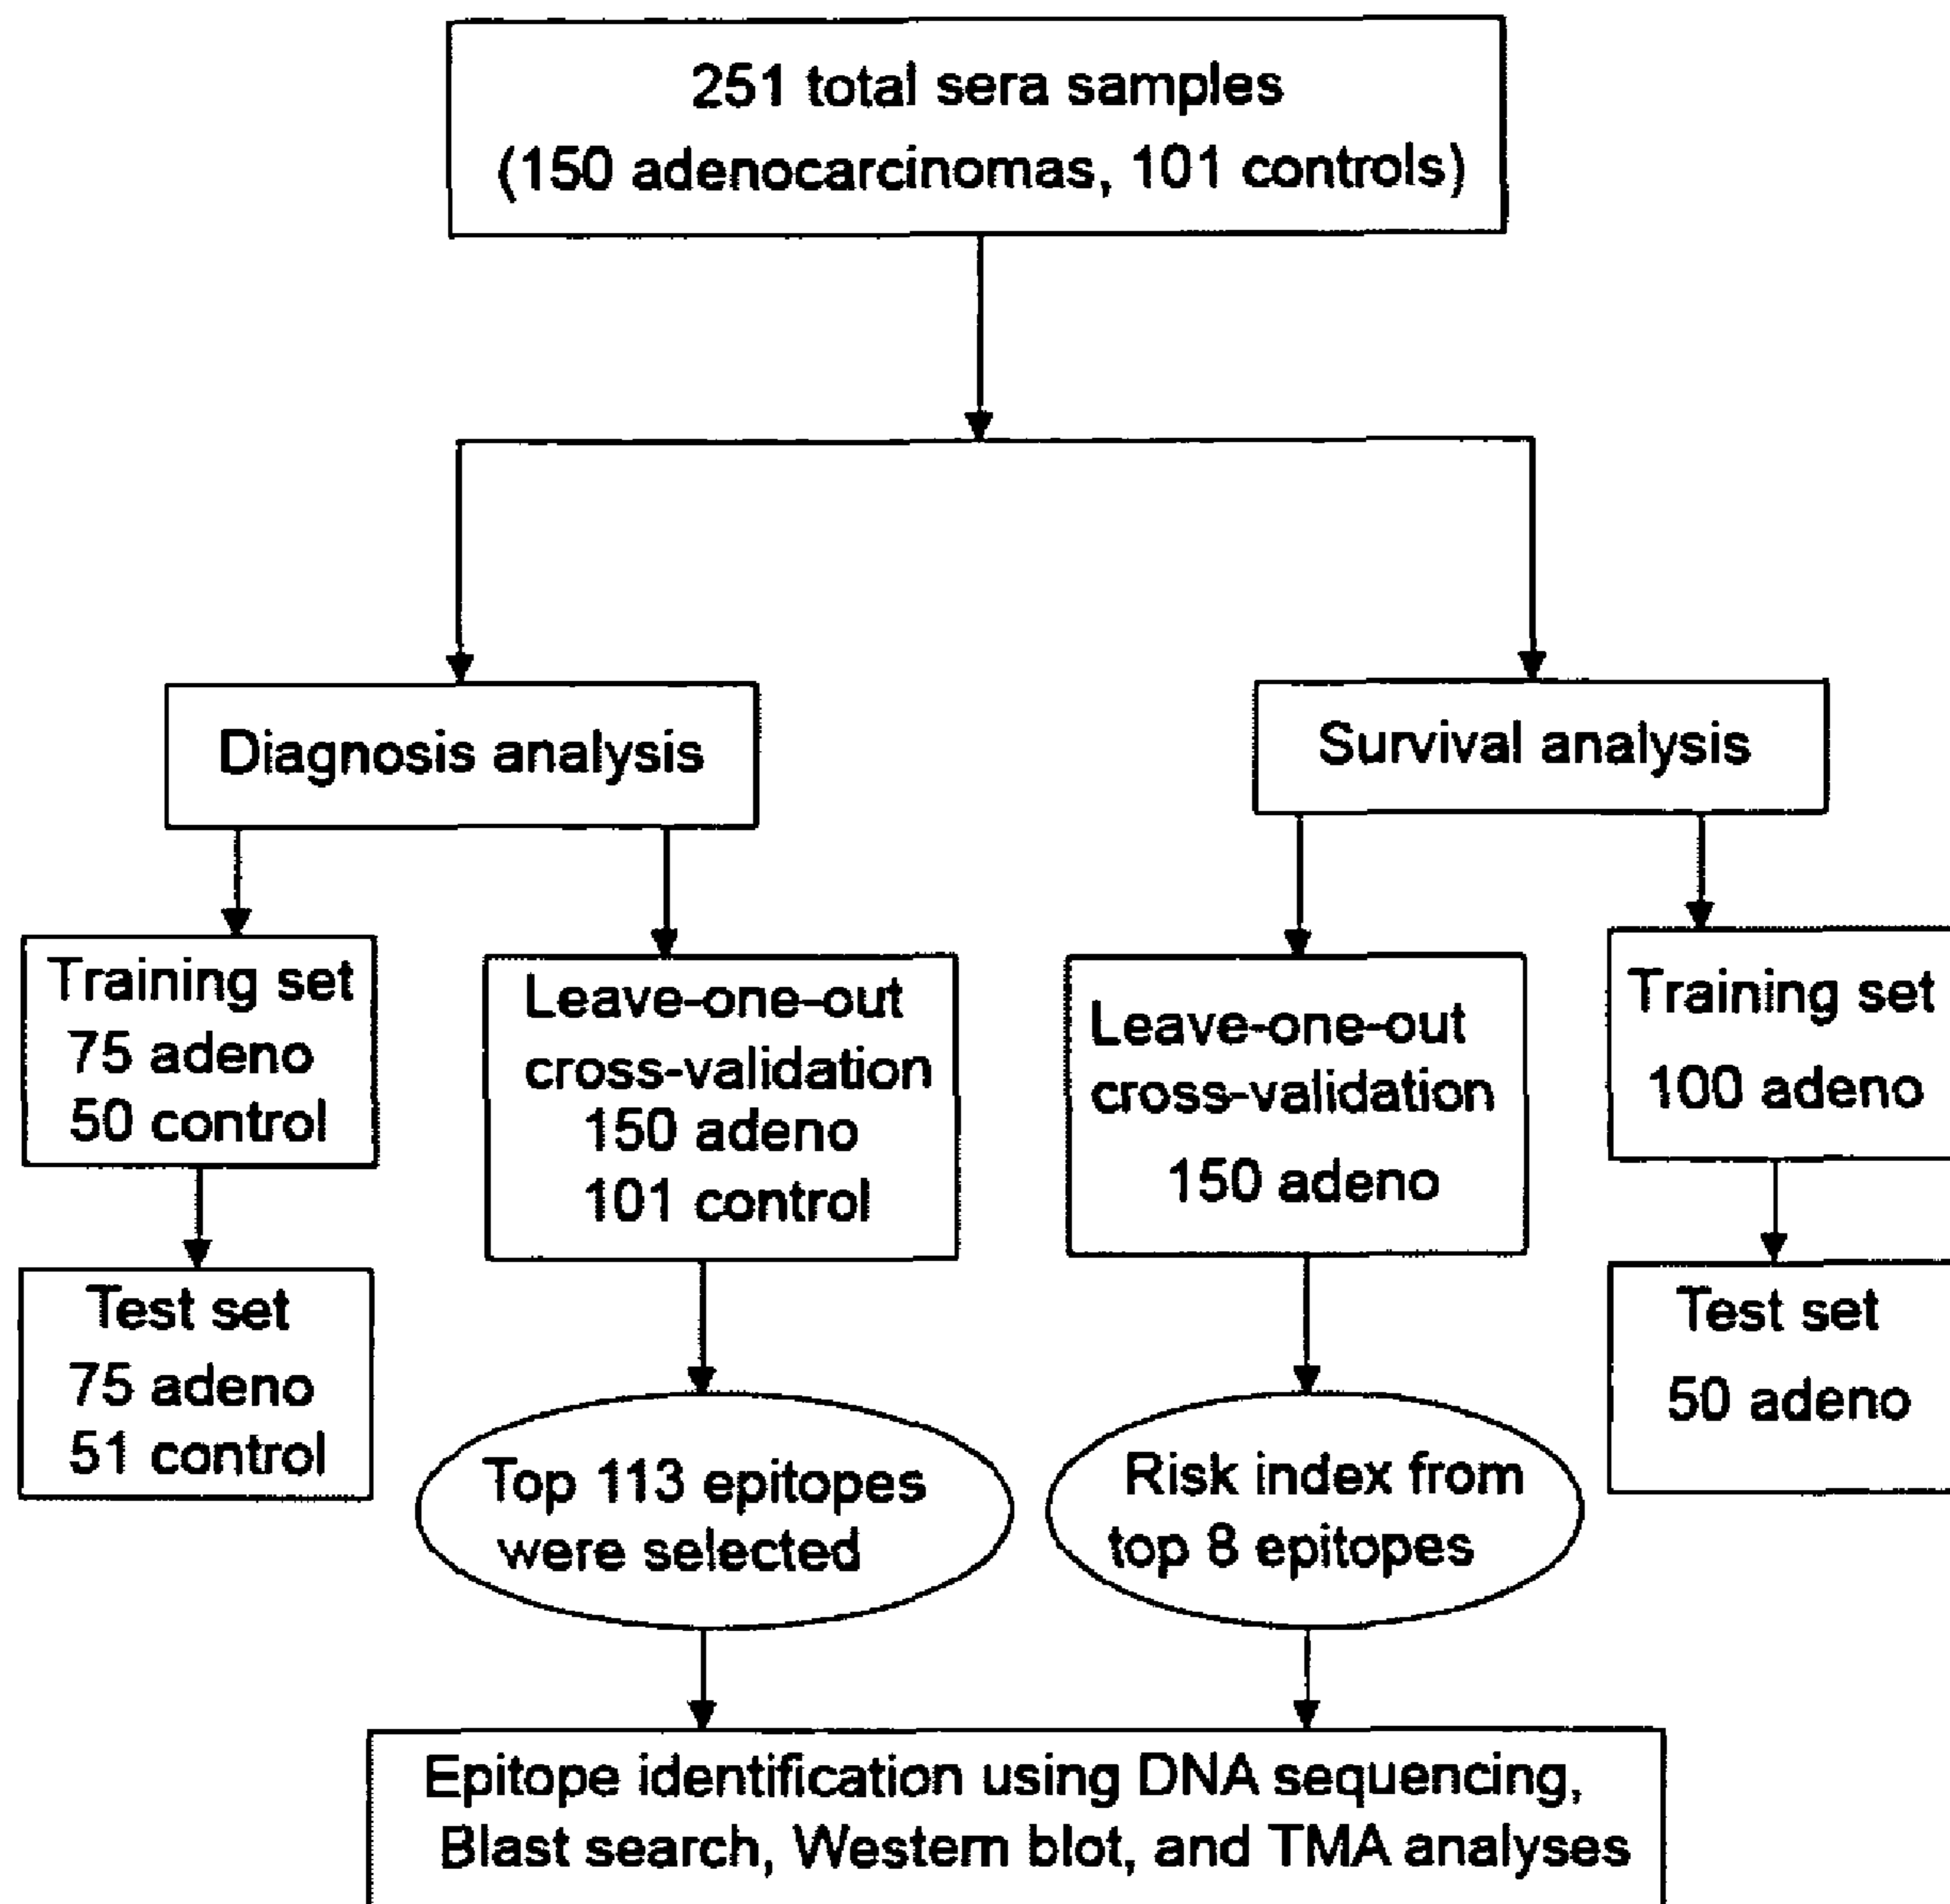 251 total sera samples
(150 adenocarcinomas, 101 controls)
Diagnosis analysis
Survival analysis
Training set
75 adeno
50 control
Leave-one-out
cross-validation
150 adeno
101 control
Leave-one-out
cross-validation
150 adeno
Training set
100 adeno
Test set
75 adeno
51 control
Top 113 epitopes
were selected
Risk index from
top 8 epitopes
Test set
50 adeno
Epitope identification using DNA sequencing,
Blast search, Western blot, and TMA analyses